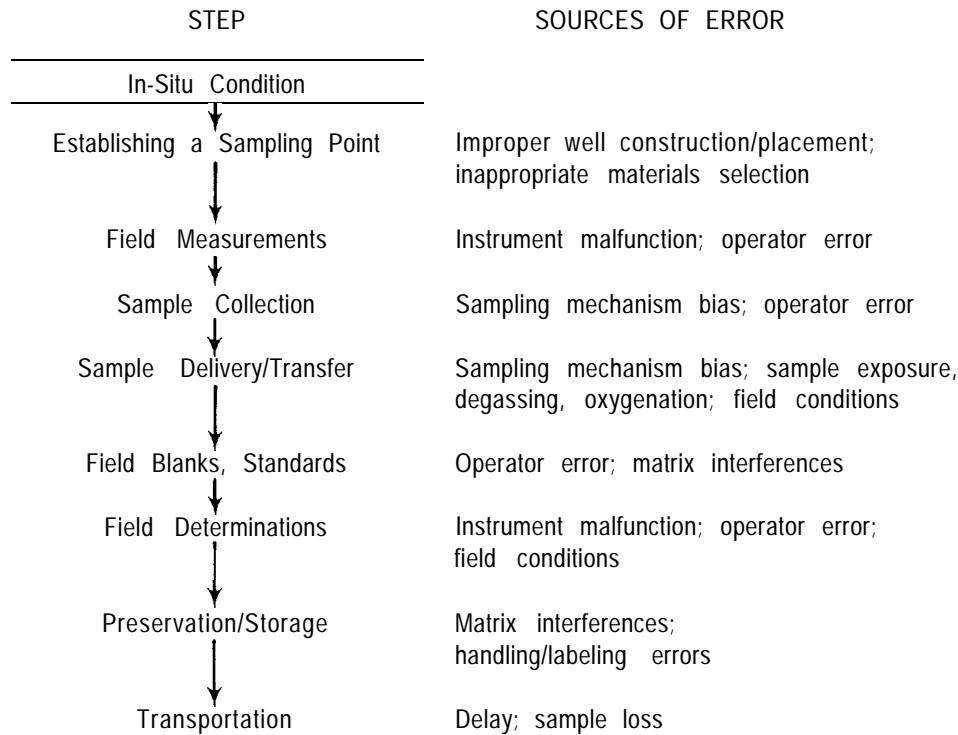 STEP SOURCES OF ERROR
In-Situ Condition
Establishing a Sampling Point Improper well construction/placement;
inappropriate materials selection
Field Measurements Instrument malfunction; operator error
Sample Collection Sampling mechanism bias; operator error
Sample Delivery/Transfer Sampling mechanism bias; sample exposure,
degassing, oxygenation; field conditions
Field Blanks, Standards Operator error; matrix interferences
Field Determinations Instrument malfunction; operator error;
field conditions
Preservation/Storage Matrix interferences;
handling/labeling errors
Transportation Delay; sample loss